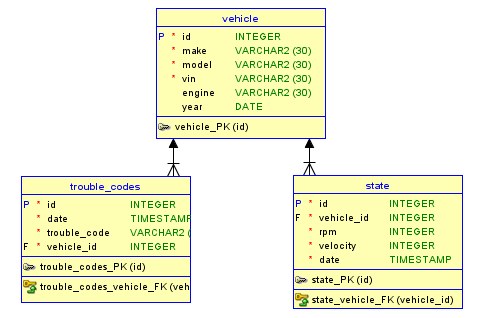 vehicle
P * id INTEGER
* make VARCHAR2 (30)
* model VARCHAR2 (30)
* vin VARCHAR2 (30)
engine VARCHAR2 (30)
year DATE
vehicle_PK (id)
trouble_codes
P * id INTEGER
* date TIMESTAMP
* trouble_code VARCHAR2 (
F * vehicle_id INTEGER
trouble_codes_PK (id)
trouble_codes_vehicle_FK (veh
state
P * id INTEGER
F * vehicle_id INTEGER
* rpm INTEGER
* velocity INTEGER
* date TIMESTAMP
state_PK (id)
state_vehicle_FK (vehicle_id)